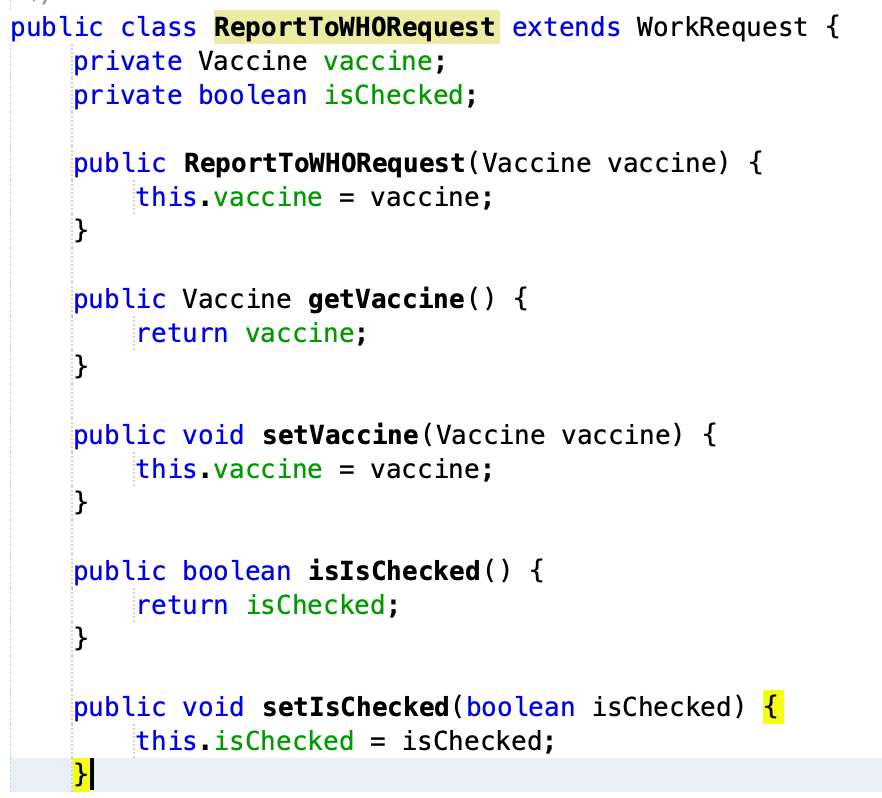 public class ReportToWHORequest extends WorkRequest {
    private Vaccine vaccine;
    private boolean isChecked;

    public ReportToWHORequest(Vaccine vaccine) {
        this.vaccine = vaccine;
    }

    public Vaccine getVaccine() {
        return vaccine;
    }

    public void setVaccine(Vaccine vaccine) {
        this.vaccine = vaccine;
    }

    public boolean isIsChecked() {
        return isChecked;
    }

    public void setIsChecked(boolean isChecked) {
        this.isChecked = isChecked;
    }